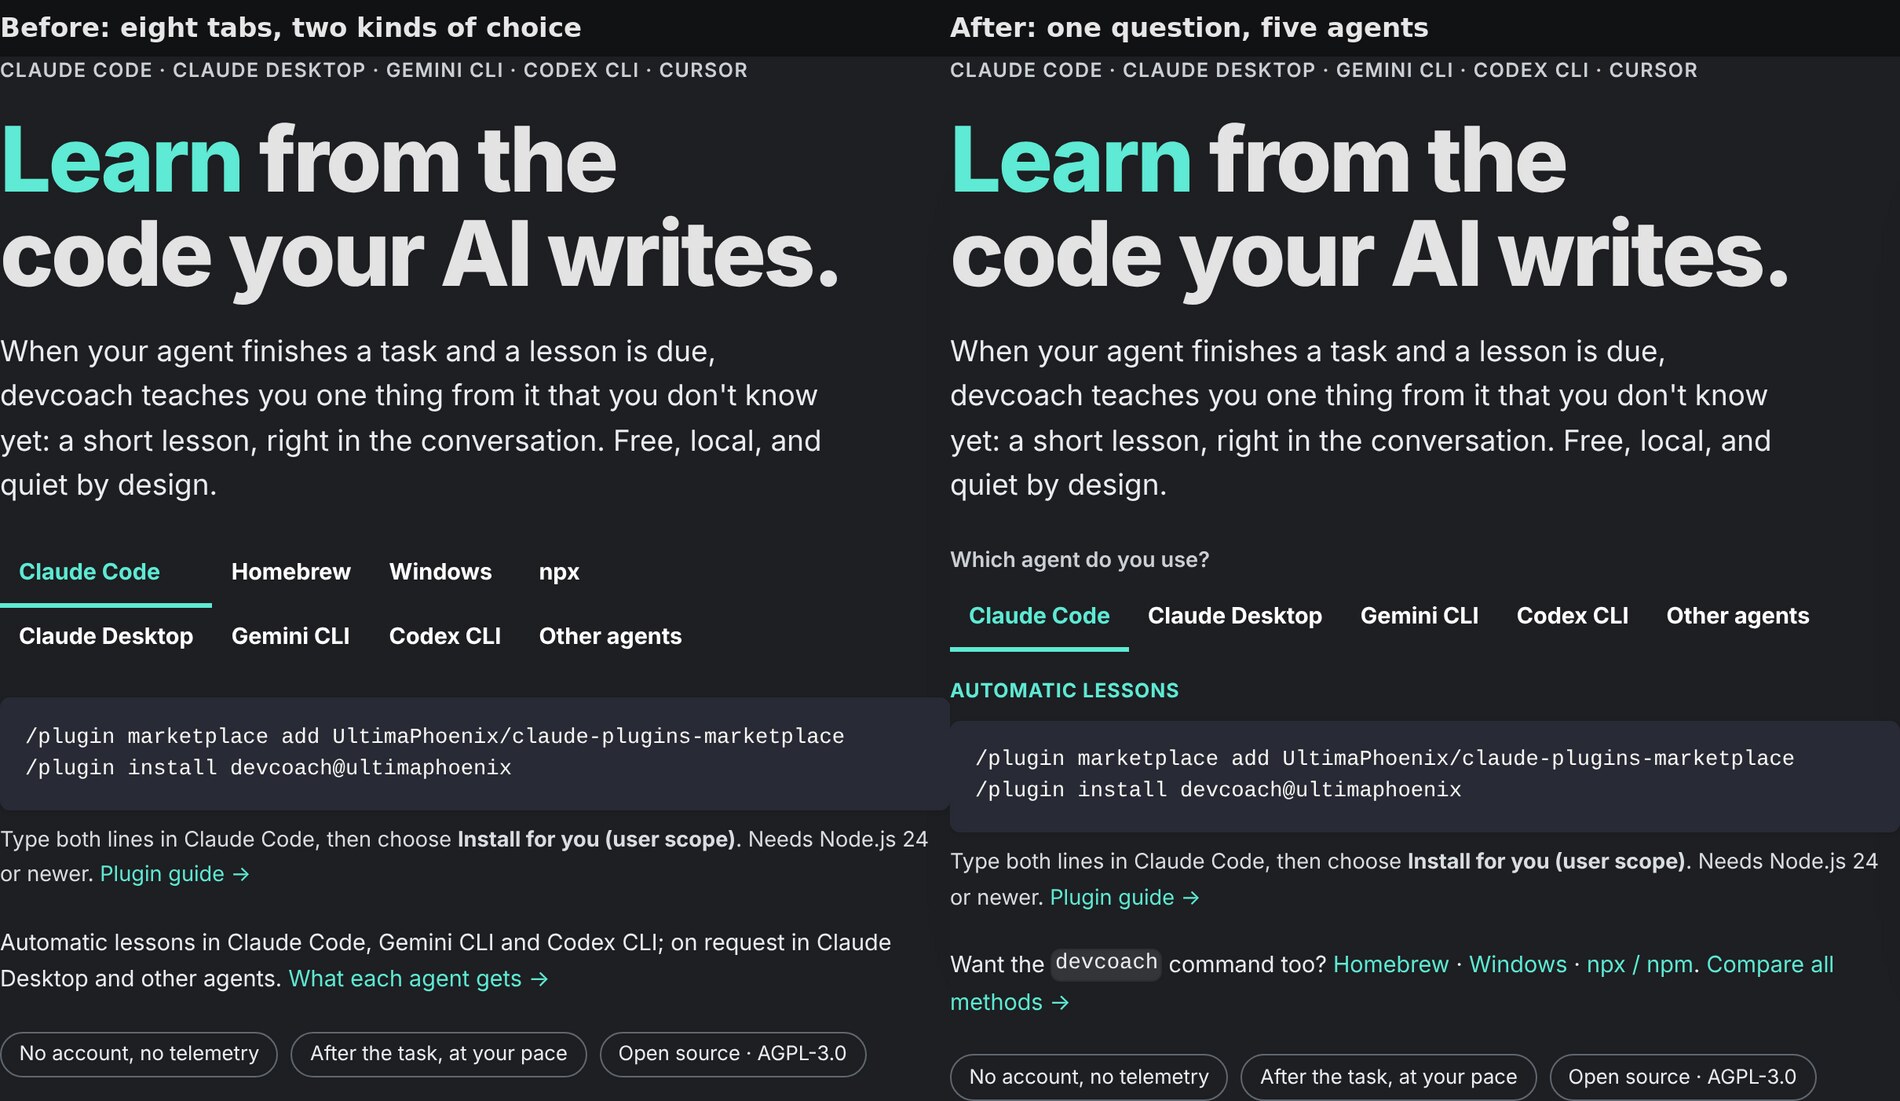 Before: eight tabs, two kinds of choice
CLAUDE CODE · CLAUDE DESKTOP · GEMINI CLI · CODEX CLI · CURSOR
Learn from the
code your AI writes.
When your agent finishes a task and a lesson is due,
devcoach teaches you one thing from it that you don't know
yet: a short lesson, right in the conversation. Free, local, and
quiet by design.
Claude Code Homebrew Windows npx
Claude Desktop Gemini CLI Codex CLI Other agents
/plugin marketplace add UltimaPhoenix/claude-plugins-marketplace
/plugin install devcoach@ultimaphoenix
Type both lines in Claude Code, then choose Install for you (user scope). Needs Node.js 24
or newer. Plugin guide →
Automatic lessons in Claude Code, Gemini CLI and Codex CLI; on request in Claude
Desktop and other agents. What each agent gets →
No account, no telemetry After the task, at your pace Open source · AGPL-3.0
After: one question, five agents
CLAUDE CODE · CLAUDE DESKTOP · GEMINI CLI · CODEX CLI · CURSOR
Learn from the
code your AI writes.
When your agent finishes a task and a lesson is due,
devcoach teaches you one thing from it that you don't know
yet: a short lesson, right in the conversation. Free, local, and
quiet by design.
Which agent do you use?
Claude Code Claude Desktop Gemini CLI Codex CLI Other agents
AUTOMATIC LESSONS
/plugin marketplace add UltimaPhoenix/claude-plugins-marketplace
/plugin install devcoach@ultimaphoenix
Type both lines in Claude Code, then choose Install for you (user scope). Needs Node.js 24
or newer. Plugin guide →
Want the devcoach command too? Homebrew · Windows · npx / npm. Compare all
methods →
No account, no telemetry After the task, at your pace Open source · AGPL-3.0